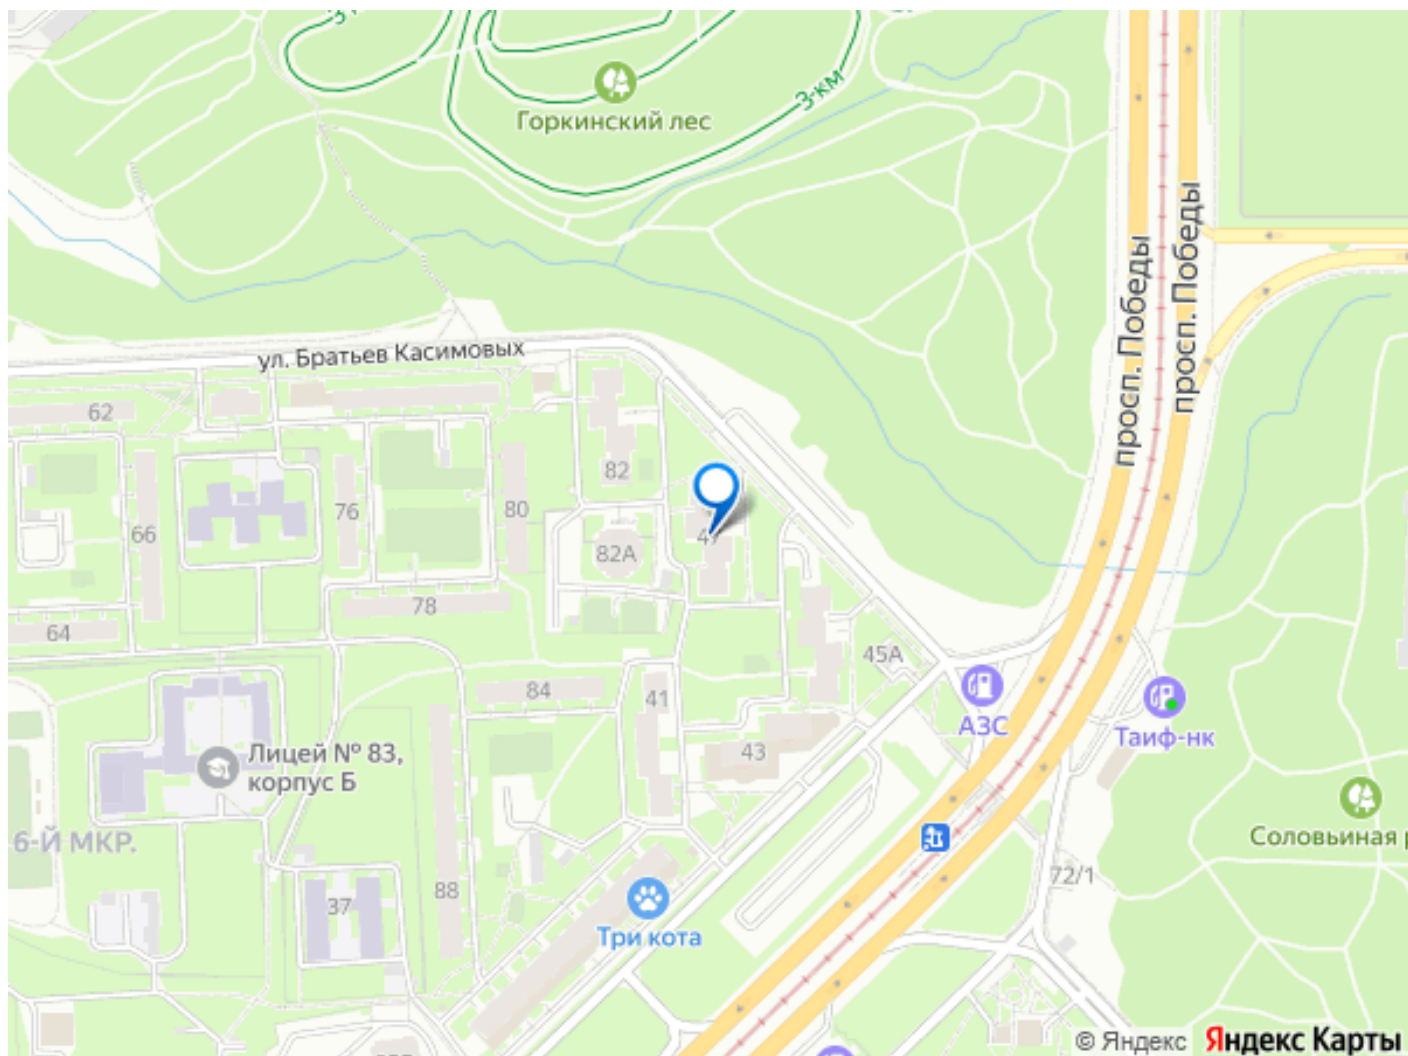 3-км
Горкинский лес
просп. Победы
просп. Победы
ул. Братьев Касимовых
62
82
66
76
80
82А
78
64
45А
84
41
АЗС
Таиф-нк
43
Лицей № 83,
корпус Б
6-Й МКР.
Соловьиная р
72/1
88
37
Три кота
© Яндекс Яндекс Карты